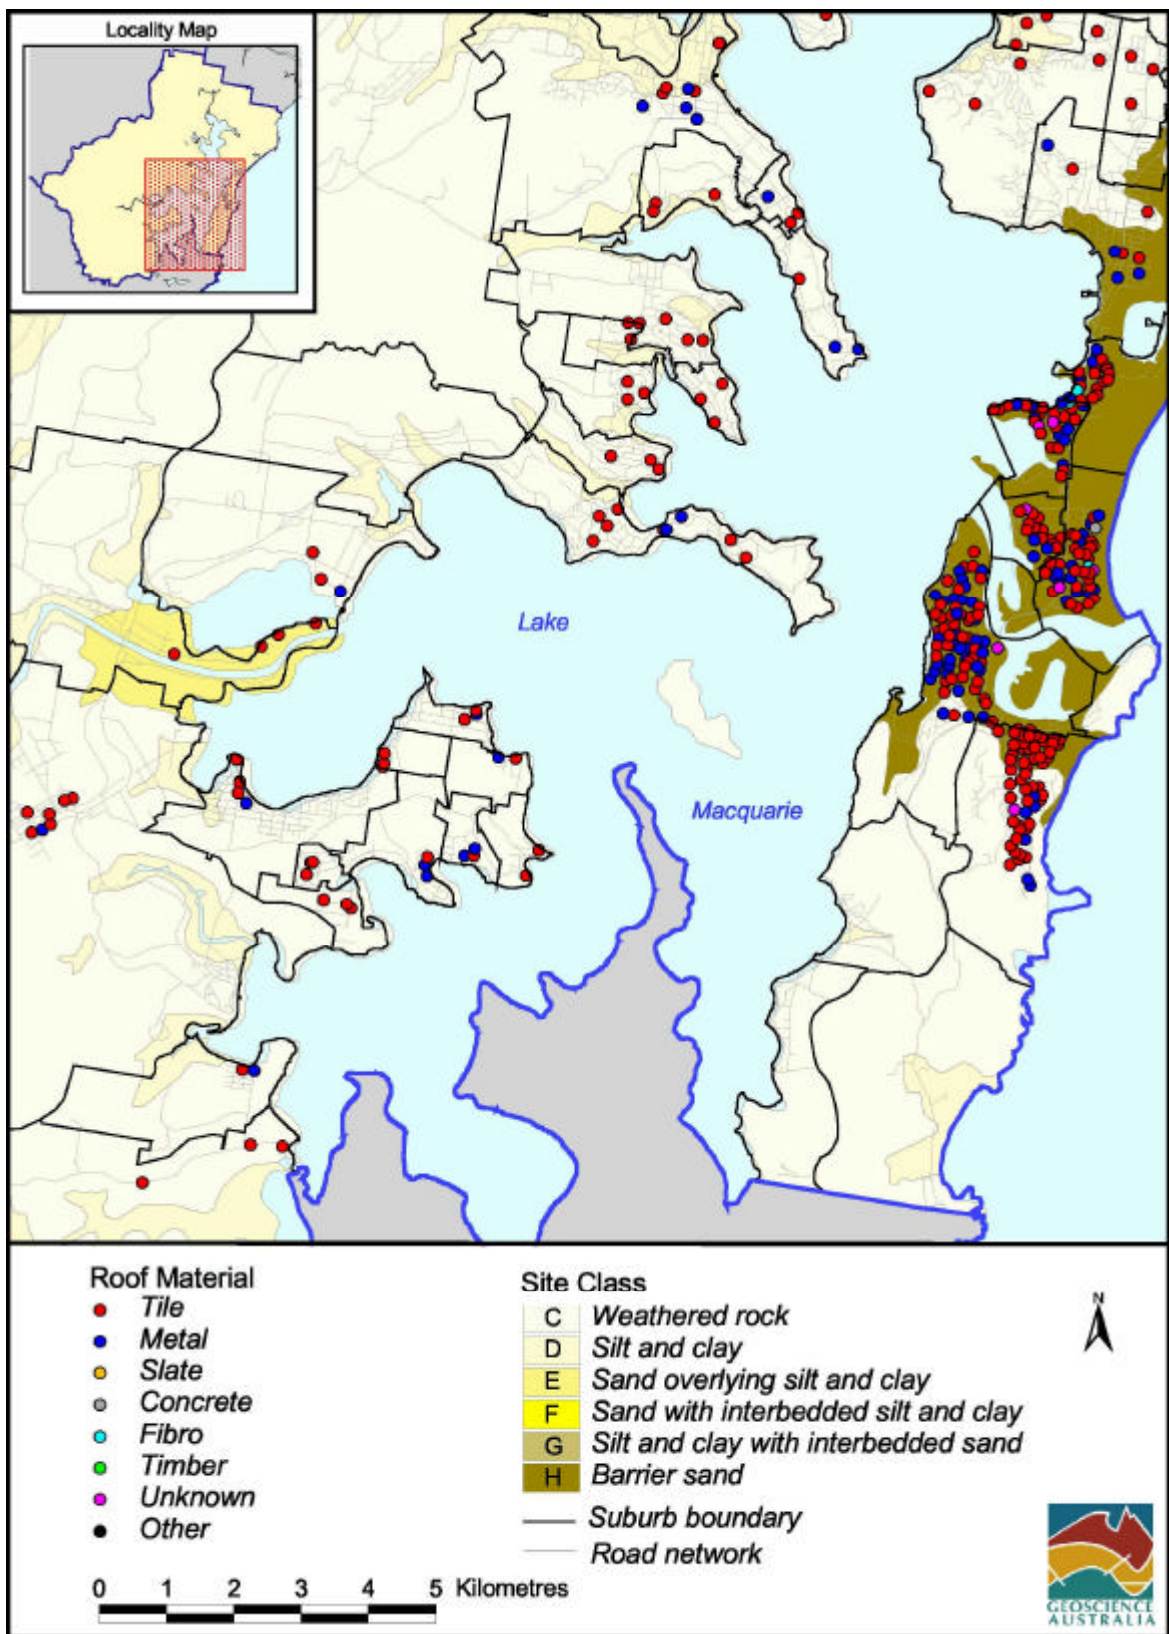 Locality Map
Lake
Macquarie
Roof Material
Tile
Metal
Slate
Concrete
Fibro
Timber
Unknown
Other
0 1 2 3 4 5 Kilometres
Site Class
C Weathered rock
D Silt and clay
E Sand overlying silt and clay
F Sand with interbedded silt and clay
G Silt and clay with interbedded sand
H Barrier sand
Suburb boundary
Road network
N
GEOSCIENCE
AUSTRALIA